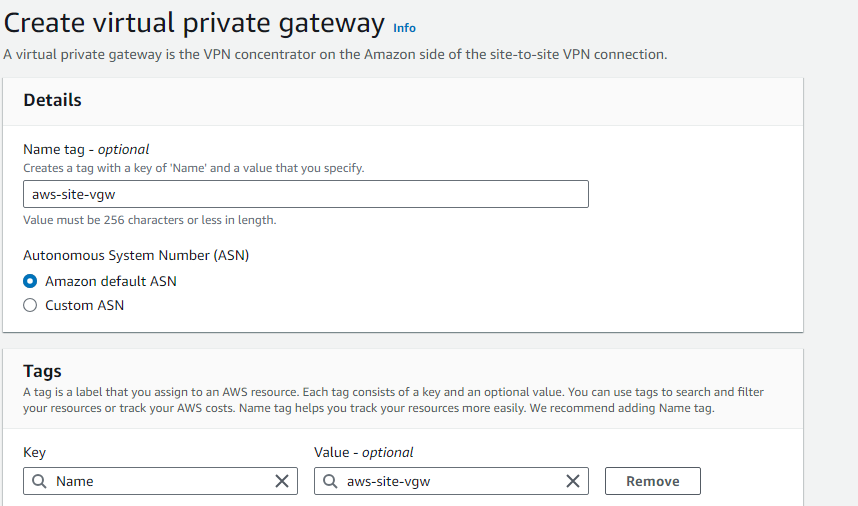 Create virtual private gateway Info
A virtual private gateway is the VPN concentrator on the Amazon side of the site-to-site VPN connection.
Details
Name tag - optional
Creates a tag with a key of 'Name' and a value that you specify.
aws-site-vgw
Value must be 256 characters or less in length.
Autonomous System Number (ASN)
Amazon default ASN
Custom ASN
Tags
A tag is a label that you assign to an AWS resource. Each tag consists of a key and an optional value. You can use tags to search and filter
your resources or track your AWS costs. Name tag helps you track your resources more easily. We recommend adding Name tag.
Key Value - optional
Name aws-site-vgw Remove